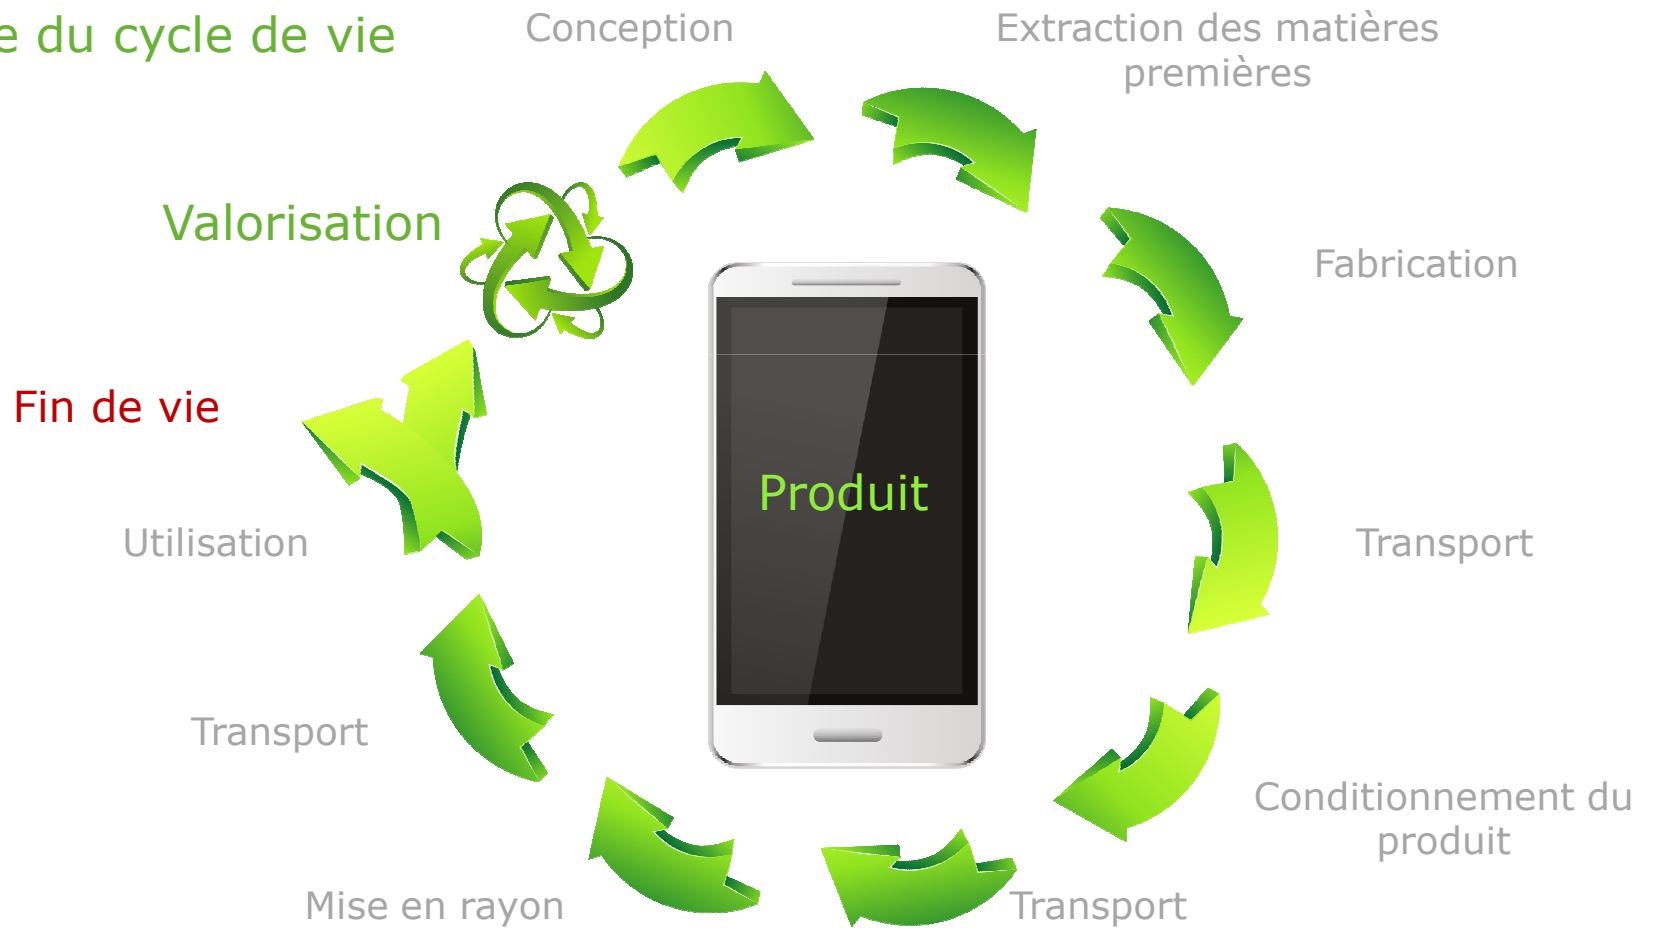 e du cycle de vie
Conception
Extraction des matières
premières
Valorisation
Fabrication
Fin de vie
Produit
Utilisation
Transport
Transport
Conditionnement du
produit
Mise en rayon
Transport